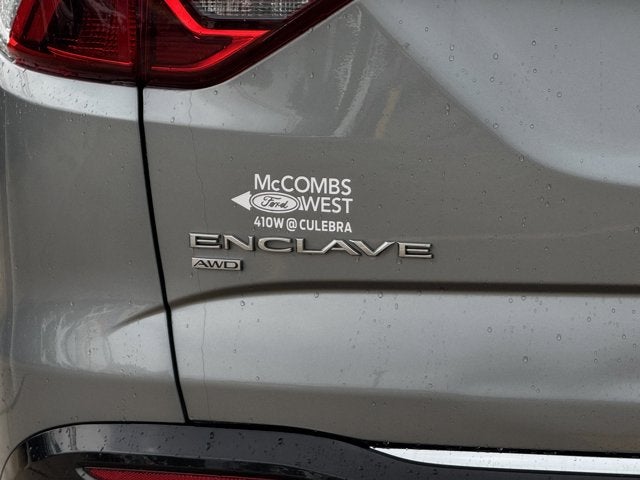 McCOMBS
Ford WEST
410W @ CULEBRA
ENCLAVE
AWD